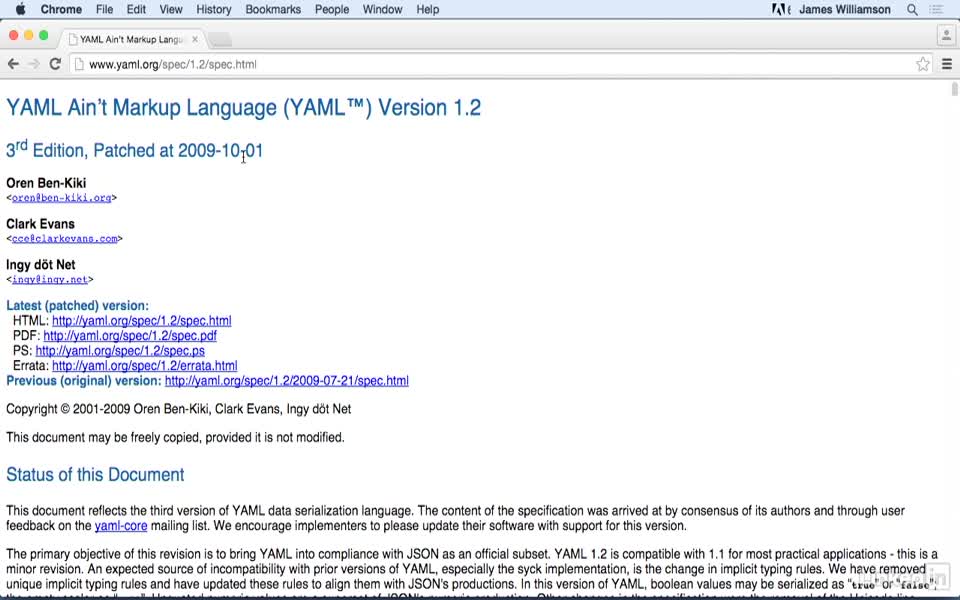 Chrome File Edit View History Bookmarks People Window Help James Williamson
YAML Ain't Markup Langu
www.yaml.org/spec/1.2/spec.html
YAML Ain't Markup Language (YAML™) Version 1.2
3rd Edition, Patched at 2009-10-01
Oren Ben-Kiki
<oren@ben-kiki.org>
Clark Evans
<cce@clarkevans.com>
Ingy döt Net
<ingy@ingy.net>
Latest (patched) version:
HTML: http://yaml.org/spec/1.2/spec.html
PDF: http://yaml.org/spec/1.2/spec.pdf
PS: http://yaml.org/spec/1.2/spec.ps
Errata: http://yaml.org/spec/1.2/errata.html
Previous (original) version: http://yaml.org/spec/1.2/2009-07-21/spec.html
Copyright © 2001-2009 Oren Ben-Kiki, Clark Evans, Ingy döt Net
This document may be freely copied, provided it is not modified.
Status of this Document
This document reflects the third version of YAML data serialization language. The content of the specification was arrived at by consensus of its authors and through user
feedback on the yaml-core mailing list. We encourage implementers to please update their software with support for this version.
The primary objective of this revision is to bring YAML into compliance with JSON as an official subset. YAML 1.2 is compatible with 1.1 for most practical applications - this is a
minor revision. An expected source of incompatibility with prior versions of YAML, especially the syck implementation, is the change in implicit typing rules. We have removed
unique implicit typing rules and have updated these rules to align them with JSON's productions. In this version of YAML, boolean values may be serialized as "true" or "false"